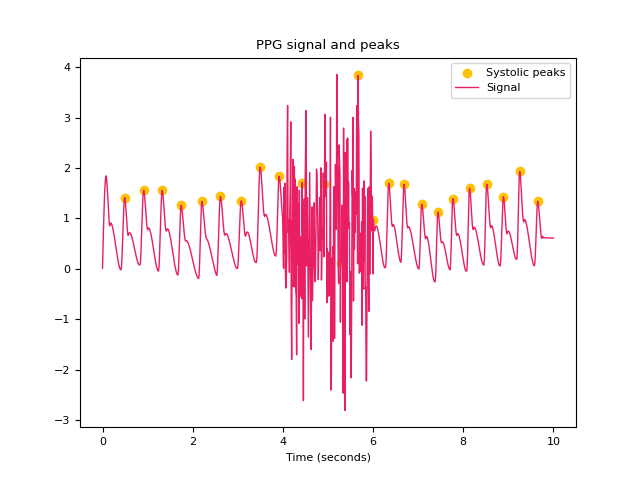 PPG signal and peaks
Systolic peaks
Signal
4
3
2
1
0
−1
−2
−3
0 2 4 6 8 10
Time (seconds)